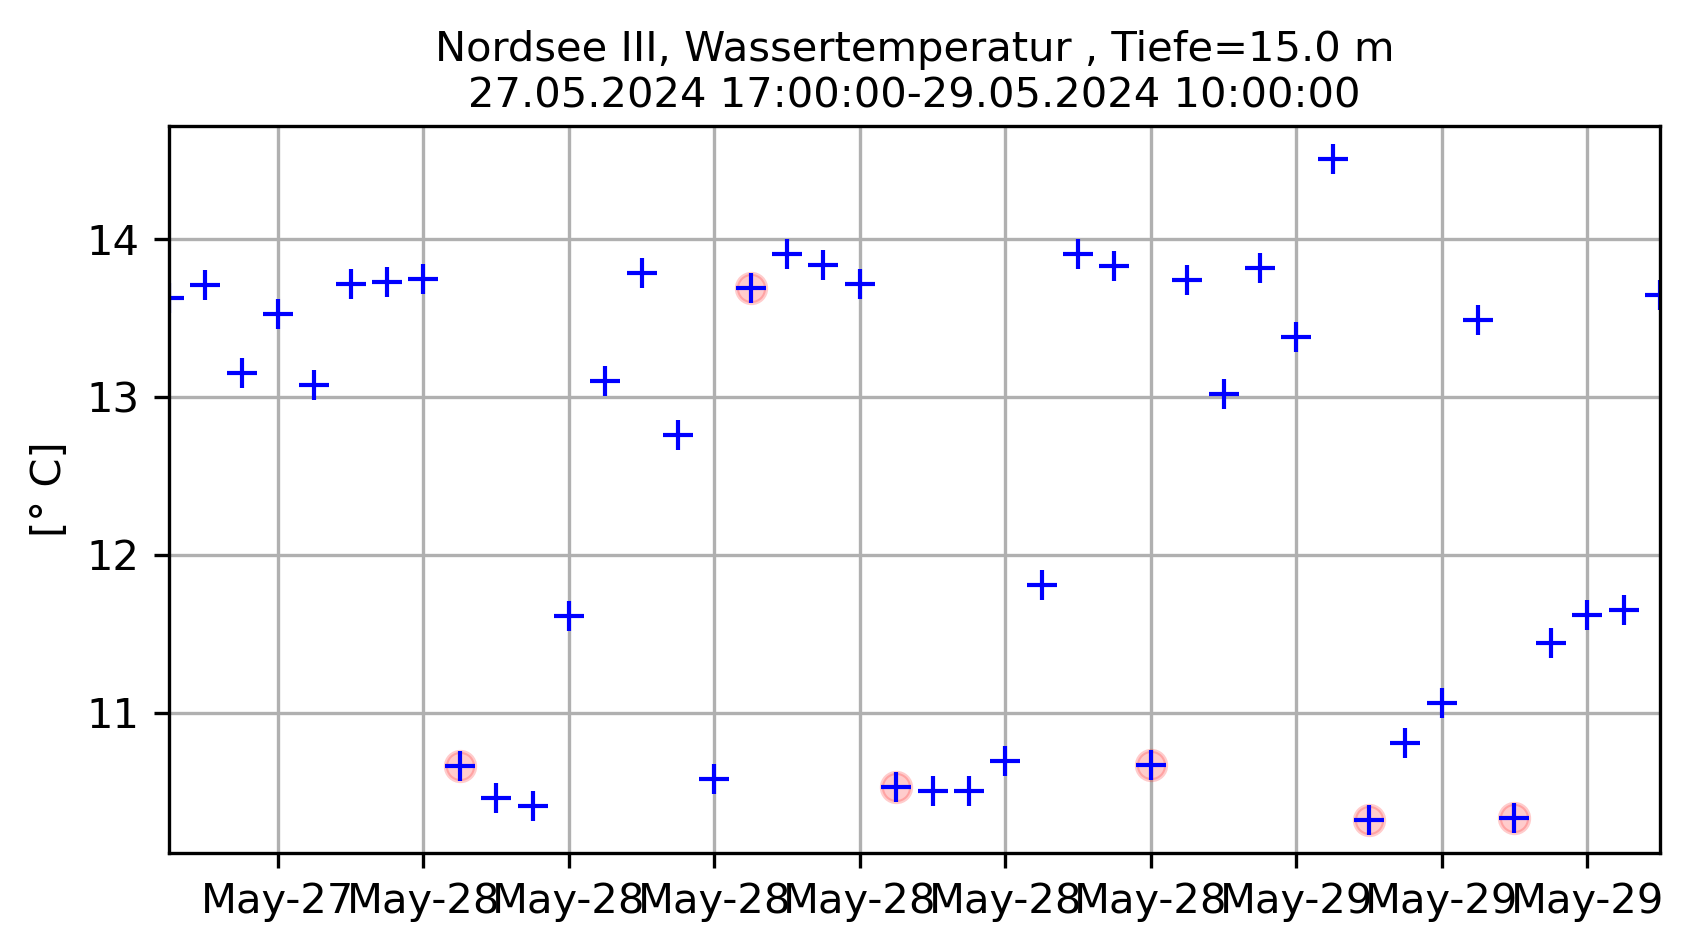 Nordsee III, Wassertemperatur , Tiefe=15.0 m
27.05.2024 17:00:00-29.05.2024 10:00:00
14
13
12
11
[° C]
May-27 May-28 May-28 May-28 May-28 May-28 May-28 May-29 May-29 May-29